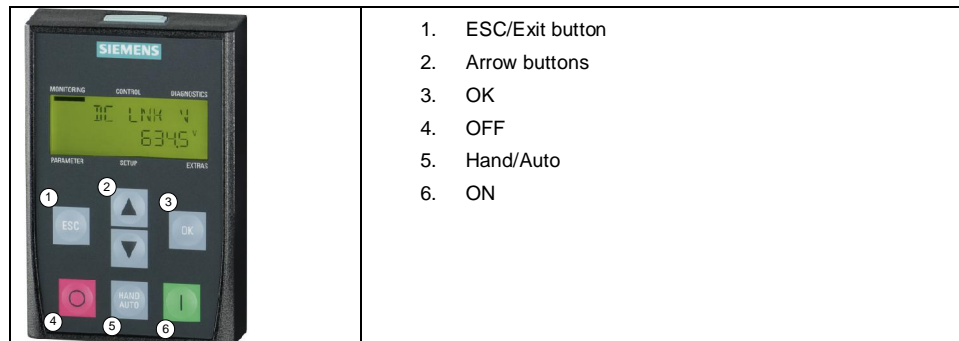 SIEMENS
MONITORING CONTROL DIAGNOSTICS
DC LNK V
634,5 V
PARAMETER SETUP EXTRAS
1 2 3
ESC OK
HAND
AUTO
4 5 6
1. ESC/Exit button
2. Arrow buttons
3. OK
4. OFF
5. Hand/Auto
6. ON